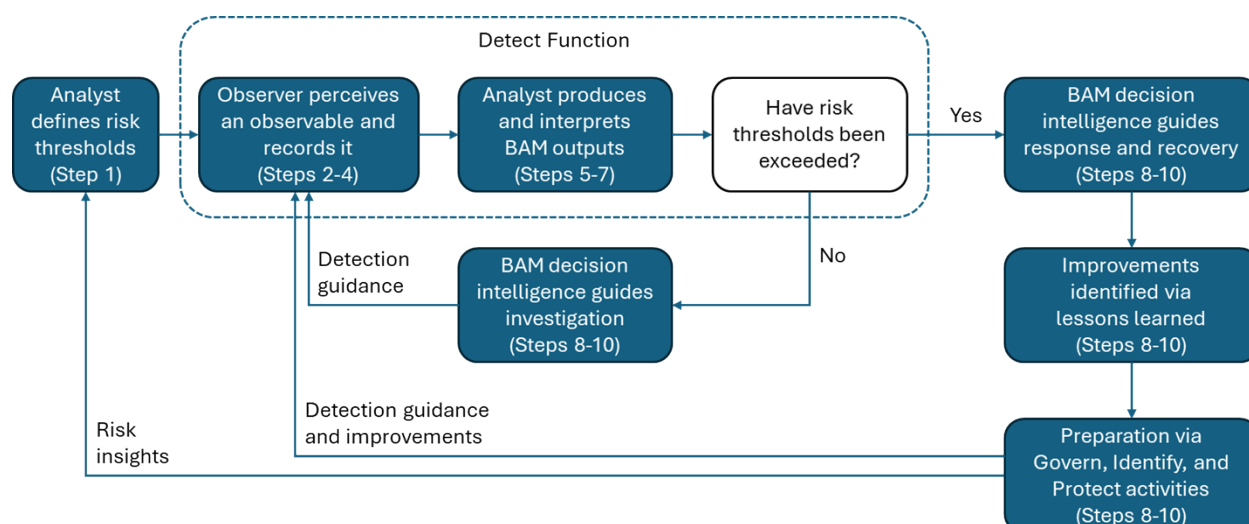 Detect Function
Analyst
defines risk
thresholds
(Step 1)
Observer perceives
an observable and
records it
(Steps 2-4)
Analyst produces
and interprets
BAM outputs
(Steps 5-7)
Have risk
thresholds been
exceeded?
Yes
BAM decision
intelligence guides
response and recovery
(Steps 8-10)
No
Detection
guidance
BAM decision
intelligence guides
investigation
(Steps 8-10)
Improvements
identified via
lessons learned
(Steps 8-10)
Detection guidance
and improvements
Risk
insights
Preparation via
Govern, Identify, and
Protect activities
(Steps 8-10)